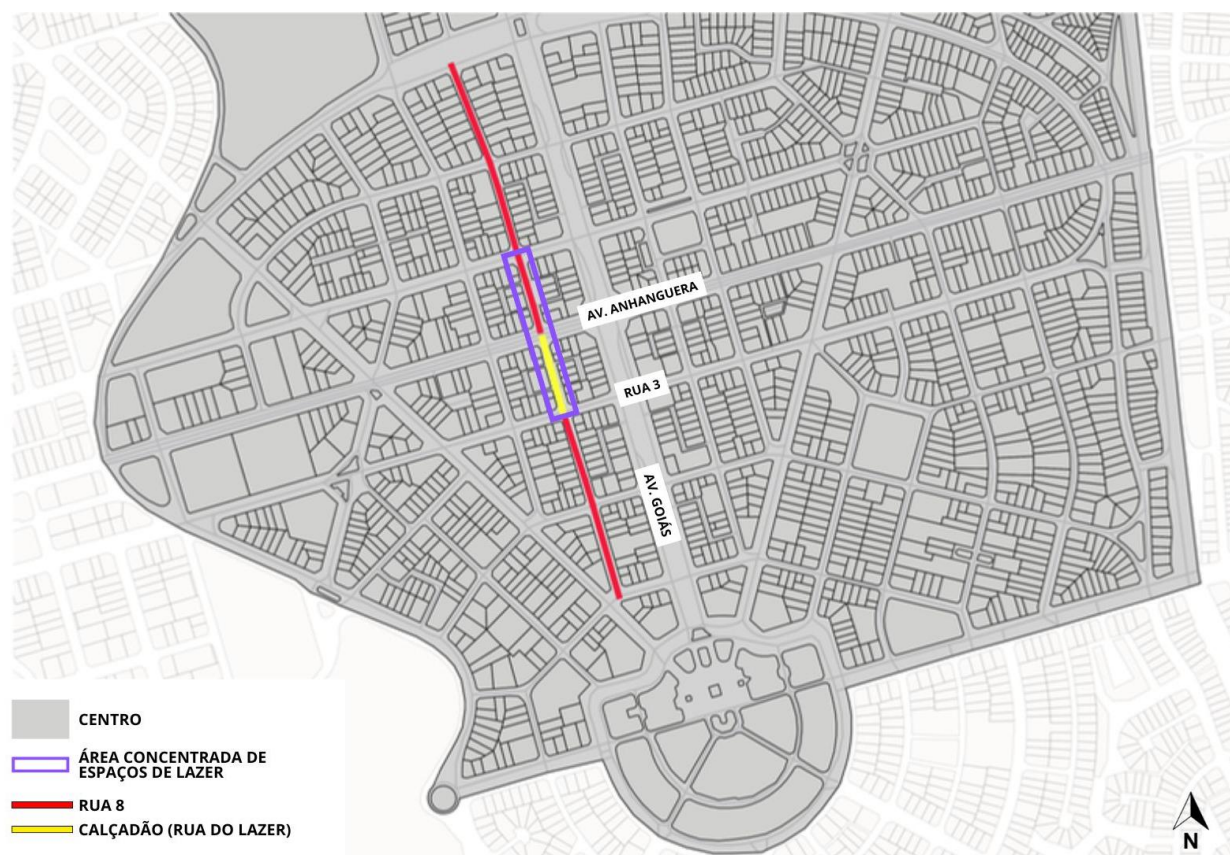 AV. ANHANGUERA
RUA 3
AV. GOIÁS
CENTRO
ÁREA CONCENTRADA DE
ESPAÇOS DE LAZER
RUA 8
CALÇADÃO (RUA DO LAZER)
N